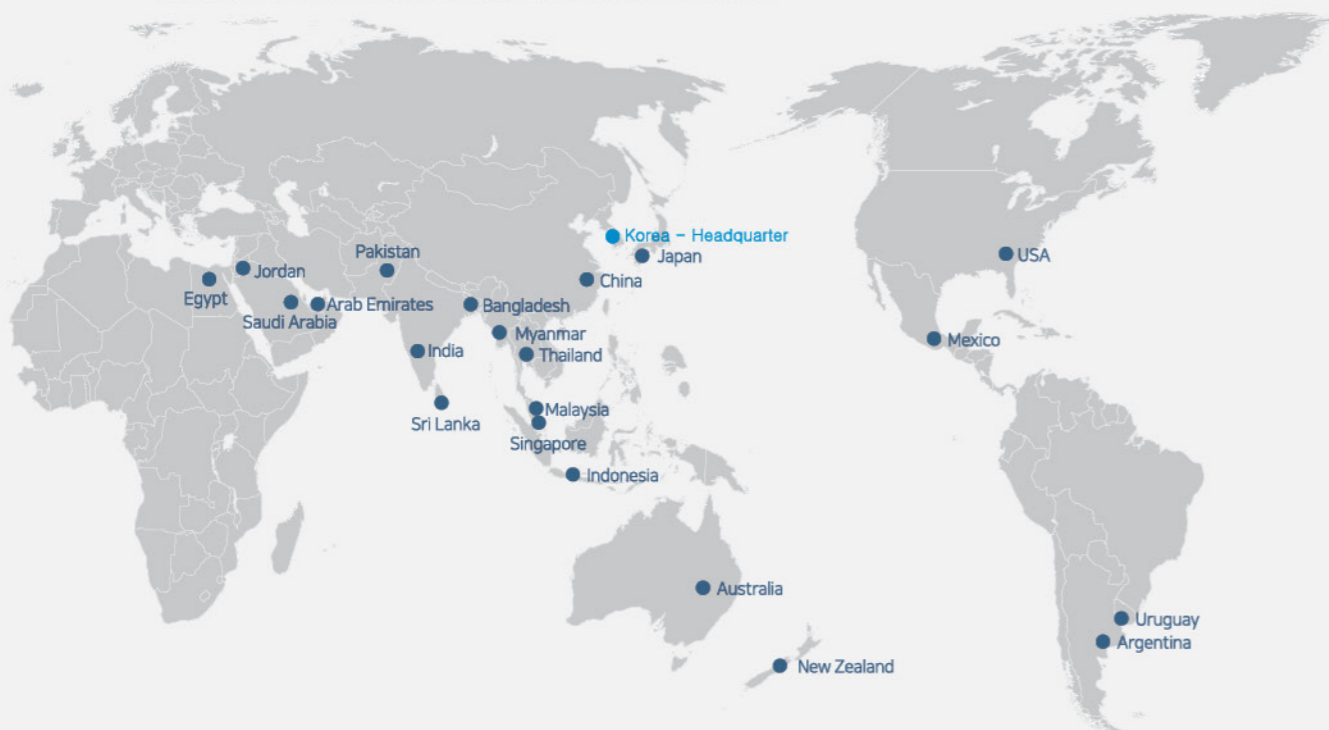 Korea - Headquarter
Japan
USA
Pakistan
Jordan
China
Egypt
Arab Emirates
Bangladesh
Saudi Arabia
Myanmar
Mexico
India
Thailand
Malaysia
Sri Lanka
Singapore
Indonesia
Australia
Uruguay
Argentina
New Zealand